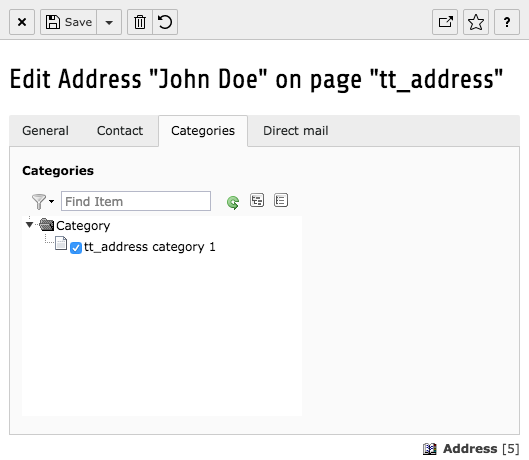 Save
?
Edit Address "John Doe" on page "tt_address"
General Contact Categories Direct mail
Categories
Find Item
Category
tt_address category 1
Address [5]